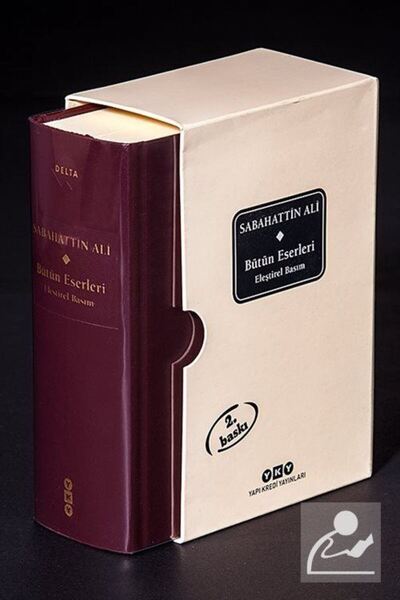 DELTA
SABAHATTİN ALİ
Bütün Eserleri
Eleştirel Basım
YKY
SABAHATTİN ALİ
Bütün Eserleri
Eleştirel Basım
2. baskı
YKY
YAPI KREDİ YAYINLARI